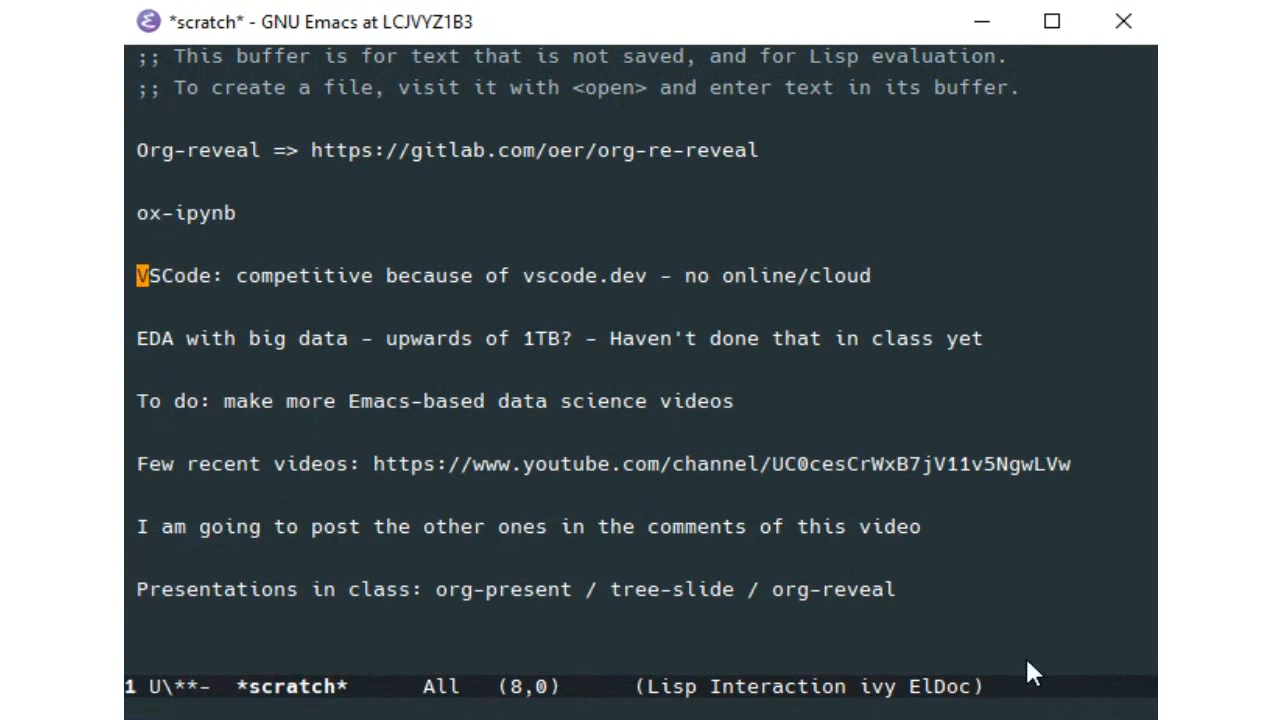 *scratch* - GNU Emacs at LCJVYZ1B3
;; This buffer is for text that is not saved, and for Lisp evaluation.
;; To create a file, visit it with <open> and enter text in its buffer.
Org-reveal => https://gitlab.com/oer/org-re-reveal
ox-ipynb
VSCode: competitive because of vscode.dev - no online/cloud
EDA with big data - upwards of 1TB? - Haven't done that in class yet
To do: make more Emacs-based data science videos
Few recent videos: https://www.youtube.com/channel/UC0cesCrWxB7jV11v5NgwLVw
I am going to post the other ones in the comments of this video
Presentations in class: org-present / tree-slide / org-reveal
1 U\**-  *scratch*      All   (8,0)      (Lisp Interaction ivy ElDoc)